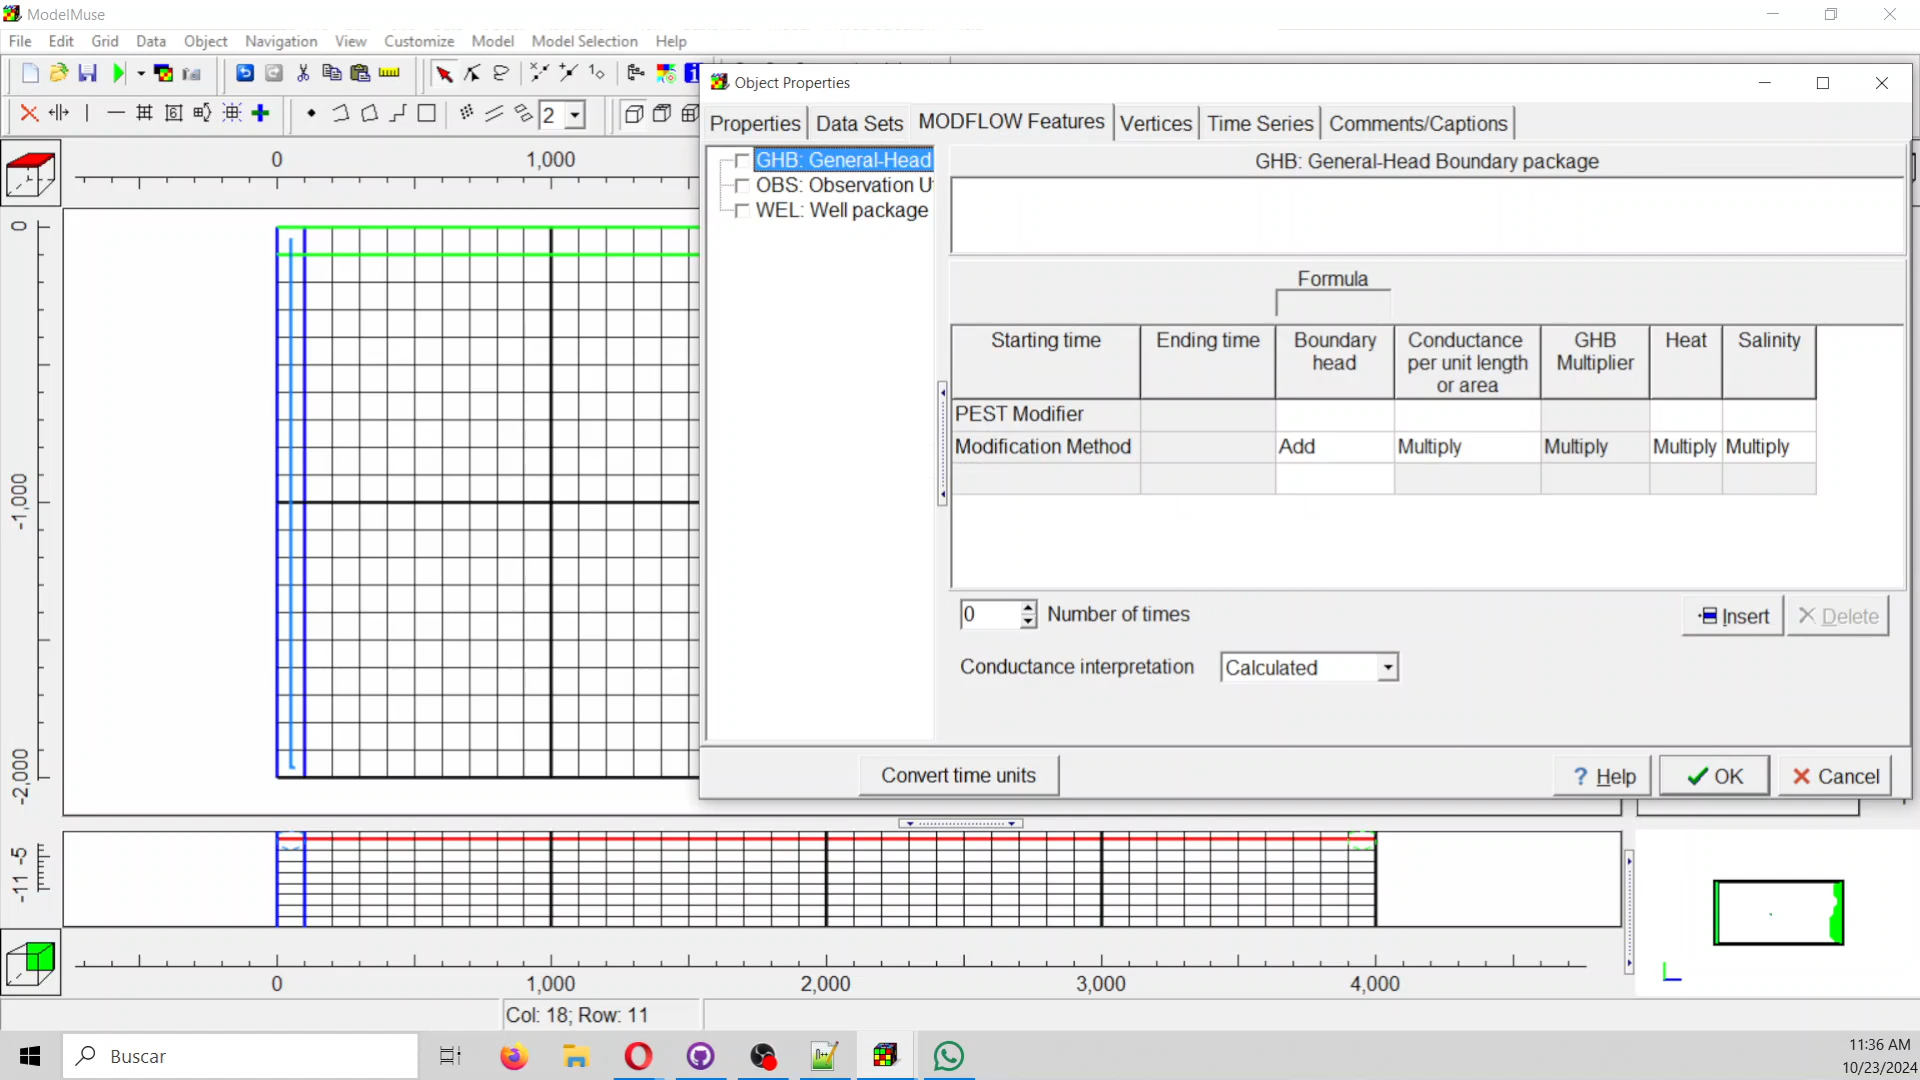 ModelMuse
File Edit Grid Data Object Navigation View Customize Model Model Selection Help
Object Properties
Properties Data Sets MODFLOW Features Vertices Time Series Comments/Captions
2
GHB: General-Head
OBS: Observation U
WEL: Well package
GHB: General-Head Boundary package
Formula
Starting time Ending time Boundary head Conductance per unit length or area GHB Multiplier Heat Salinity
PEST Modifier
Modification Method Add Multiply Multiply Multiply Multiply
0 Number of times
Insert Delete
Conductance interpretation Calculated
Convert time units
? Help OK Cancel
0 1,000
0
-1,000
-2,000
-11 -5
0 1,000 2,000 3,000 4,000
Col: 18; Row: 11
Buscar
11:36 AM
10/23/2024